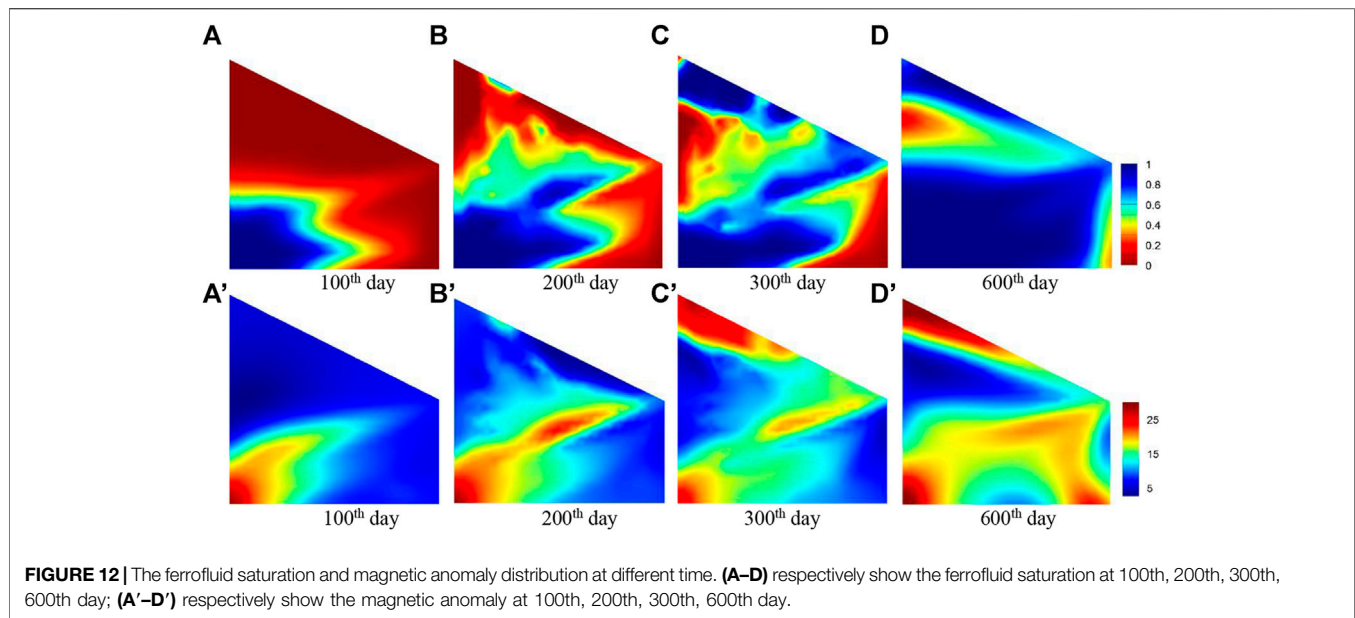 A B C D
1
0.8
0.6
0.4
0.2
0
100th day 200th day 300th day 600th day
A' B' C' D'
25
15
5
100th day 200th day 300th day 600th day
FIGURE 12 | The ferrofluid saturation and magnetic anomaly distribution at different time. (A–D) respectively show the ferrofluid saturation at 100th, 200th, 300th,
600th day; (A′–D′) respectively show the magnetic anomaly at 100th, 200th, 300th, 600th day.